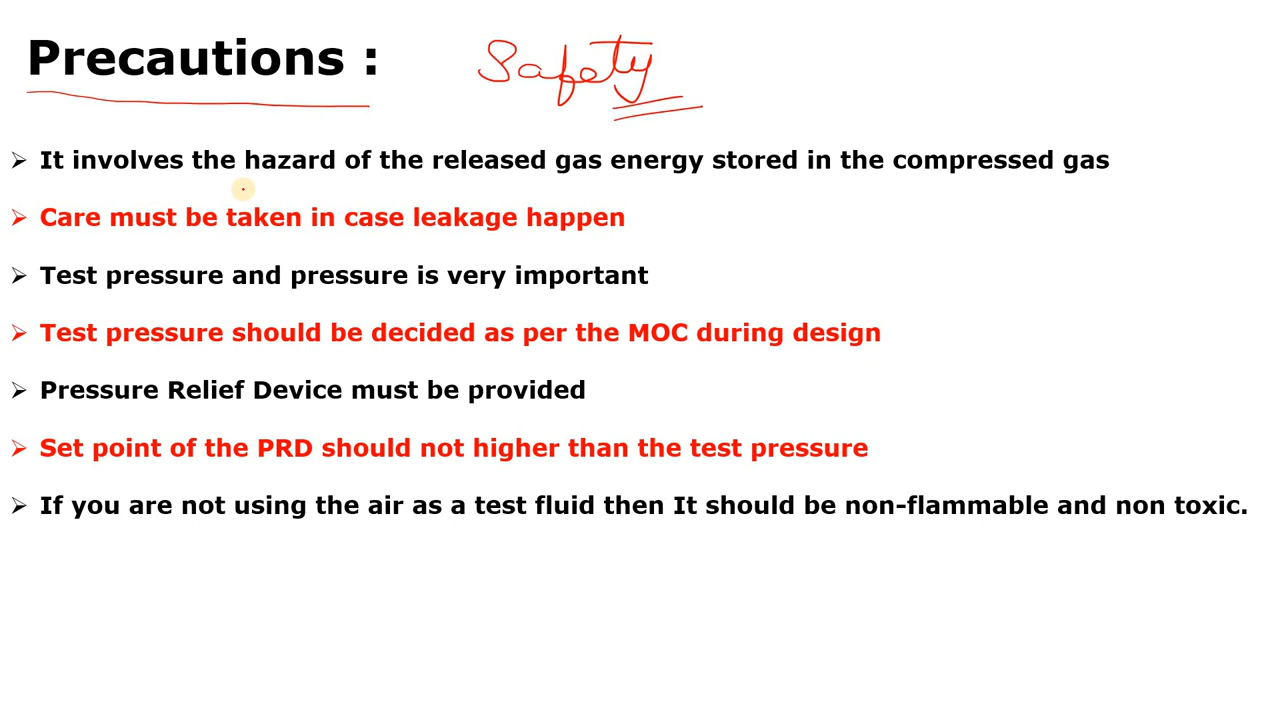 Precautions : Safety
➢ It involves the hazard of the released gas energy stored in the compressed gas
➢ Care must be taken in case leakage happen
➢ Test pressure and pressure is very important
➢ Test pressure should be decided as per the MOC during design
➢ Pressure Relief Device must be provided
➢ Set point of the PRD should not higher than the test pressure
➢ If you are not using the air as a test fluid then It should be non-flammable and non toxic.